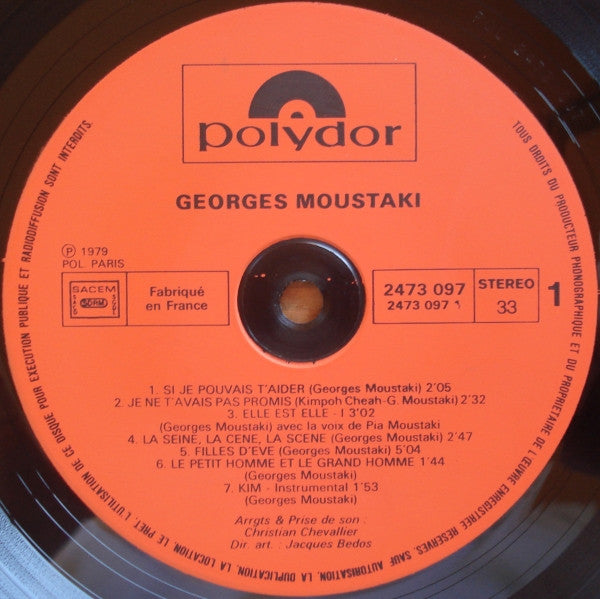 polydor
GEORGES MOUSTAKI
℗ 1979
POL. PARIS
SACEM
SACD
SDRM
SGDL
Fabriqué
en France
2473 097
2473 097 1
STEREO
33
1
1. SI JE POUVAIS T'AIDER (Georges Moustaki) 2'05
2. JE NE T'AVAIS PAS PROMIS (Kimpoh Cheah-G. Moustaki) 2'32
3. ELLE EST ELLE - I 3'02
(Georges Moustaki) avec la voix de Pia Moustaki
4. LA SEINE, LA CENE, LA SCENE (Georges Moustaki) 2'47
5. FILLES D'EVE (Georges Moustaki) 5'04
6. LE PETIT HOMME ET LE GRAND HOMME 1'44
(Georges Moustaki)
7. KIM - Instrumental 1'53
(Georges Moustaki)
Arrgts & Prise de son :
Christian Chevallier
Dir. art. : Jacques Bedos
TOUS DROITS DU PRODUCTEUR PHONOGRAPHIQUE ET DU PROPRIETAIRE DE L'ŒUVRE ENREGISTREE RESERVES. SAUF AUTORISATION, LA DUPLICATION, LA LOCATION, LE PRET, L'UTILISATION DE CE DISQUE POUR EXECUTION PUBLIQUE ET RADIODIFFUSION SONT INTERDITS.